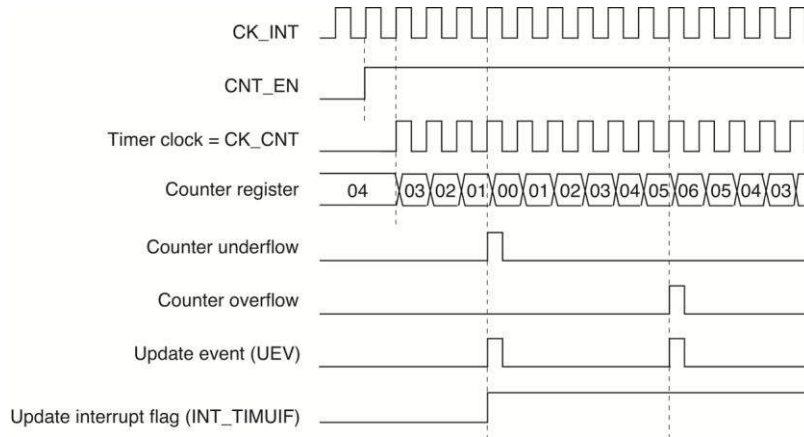 CK_INT
CNT_EN
Timer clock = CK_CNT
Counter register 04 03 02 01 00 01 02 03 04 05 06 05 04 03
Counter underflow
Counter overflow
Update event (UEV)
Update interrupt flag (INT_TIMUIF)